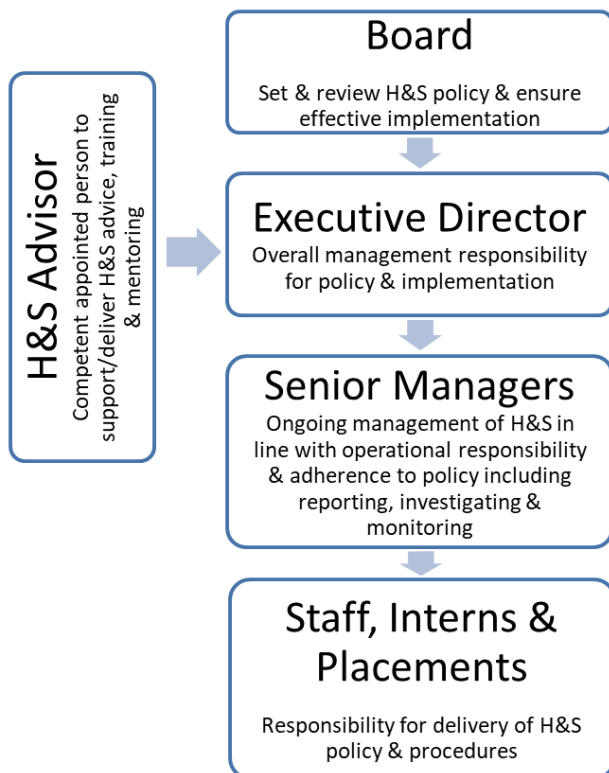 Board
Set & review H&S policy & ensure
effective implementation
H&S Advisor
Competent appointed person to
support/deliver H&S advice, training
& mentoring
Executive Director
Overall management responsibility
for policy & implementation
Senior Managers
Ongoing management of H&S in
line with operational responsibility
& adherence to policy including
reporting, investigating &
monitoring
Staff, Interns &
Placements
Responsibility for delivery of H&S
policy & procedures